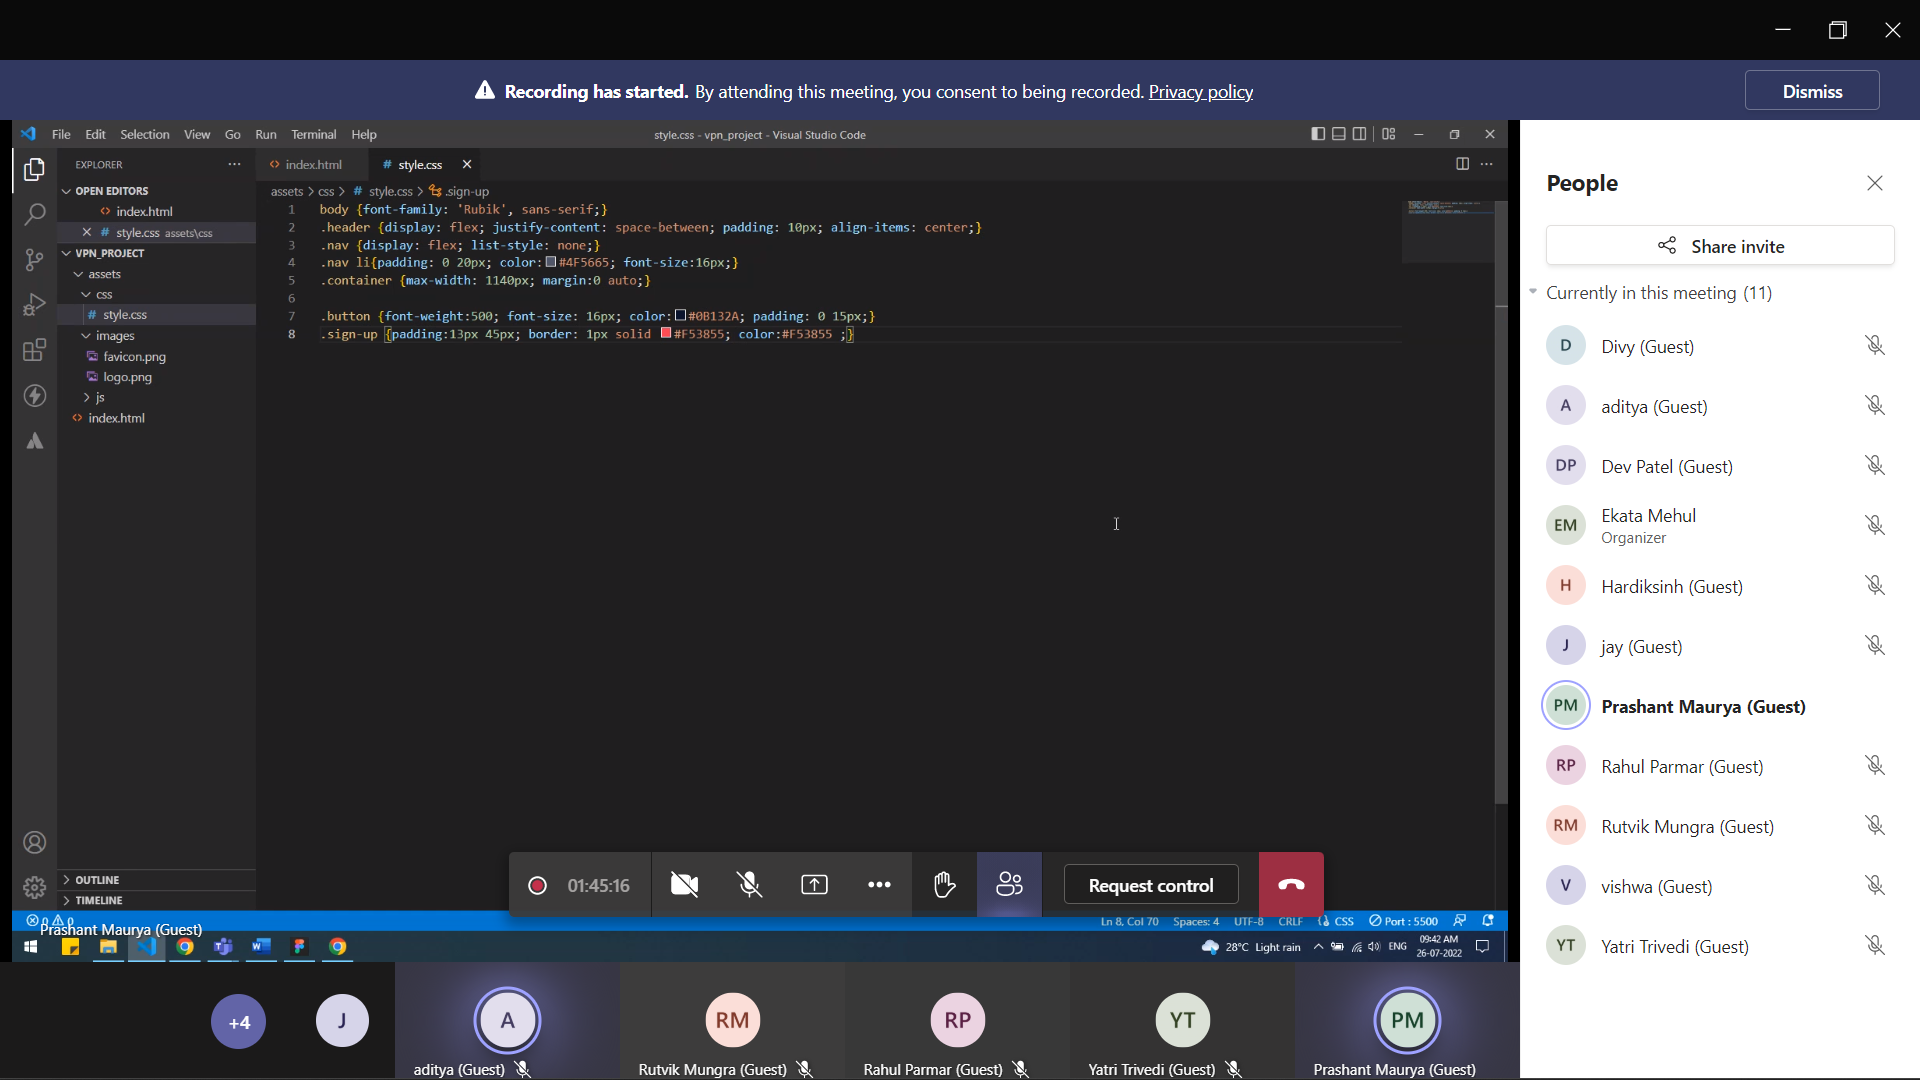 Recording has started. By attending this meeting, you consent to being recorded. Privacy policy
Dismiss
File Edit Selection View Go Run Terminal Help
style.css - vpn_project - Visual Studio Code
EXPLORER
index.html
# style.css
OPEN EDITORS
index.html
# style.css assets\css
VPN_PROJECT
assets
css
# style.css
images
favicon.png
logo.png
js
index.html
OUTLINE
TIMELINE
assets > css > # style.css > .sign-up
1 body {font-family: 'Rubik', sans-serif;}
2 .header {display: flex; justify-content: space-between; padding: 10px; align-items: center;}
3 .nav {display: flex; list-style: none;}
4 .nav li{padding: 0 20px; color: #4F5665; font-size:16px;}
5 .container {max-width: 1140px; margin:0 auto;}
6
7 .button {font-weight:500; font-size: 16px; color: #0B132A; padding: 0 15px;}
8 .sign-up {padding:13px 45px; border: 1px solid #F53855; color:#F53855 ;}
01:45:16
Request control
0 0
Ln 8, Col 70 Spaces: 4 UTF-8 CRLF CSS Port : 5500
Prashant Maurya (Guest)
28°C Light rain ENG
09:42 AM
26-07-2022
+4
J
A
RM
RP
YT
PM
aditya (Guest)
Rutvik Mungra (Guest)
Rahul Parmar (Guest)
Yatri Trivedi (Guest)
Prashant Maurya (Guest)
People
Share invite
Currently in this meeting (11)
D Divy (Guest)
A aditya (Guest)
DP Dev Patel (Guest)
EM Ekata Mehul
Organizer
H Hardiksinh (Guest)
J jay (Guest)
PM Prashant Maurya (Guest)
RP Rahul Parmar (Guest)
RM Rutvik Mungra (Guest)
V vishwa (Guest)
YT Yatri Trivedi (Guest)